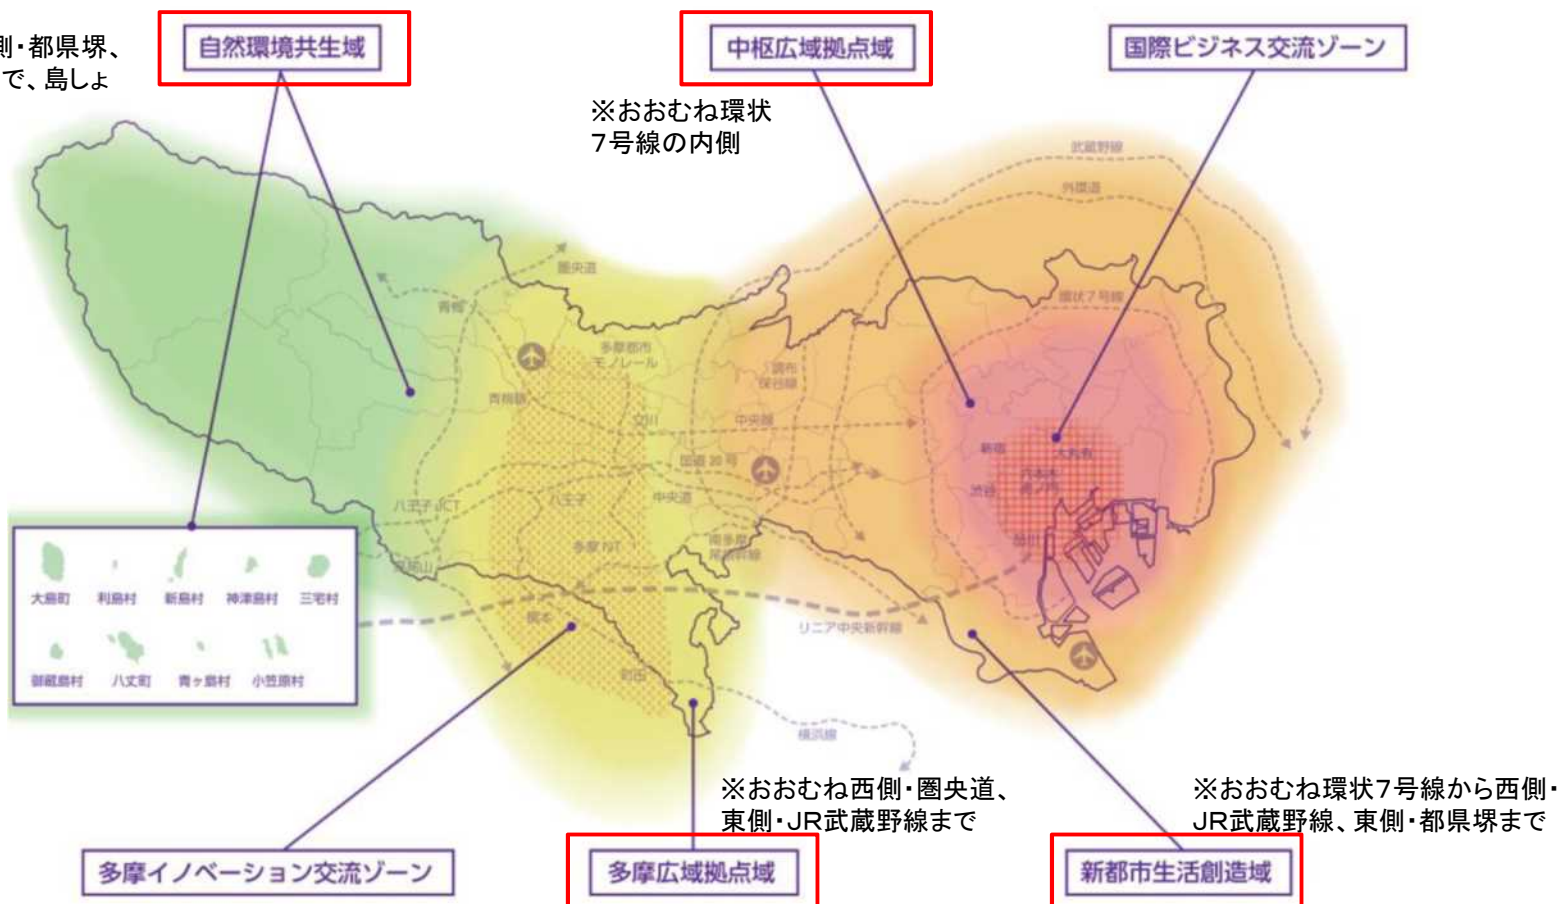 側・都県堺、
で、島しょ
自然環境共生域
中枢広域拠点域
国際ビジネス交流ゾーン
※おおむね環状
7号線の内側
武蔵野線
外環道
圏央道
環状7号線
青梅
多摩都市
モノレール
調布
保谷線
青梅線
立川
中央線
新宿
大丸有
国道20号
渋谷
八王子JCT
八王子
中央道
多摩NT
南多摩
尾根幹線
高尾山
品川
大島町
利島村
新島村
神津島村
三宅村
橋本
リニア中央新幹線
御蔵島村
八丈町
青ヶ島村
小笠原村
町田
横浜線
※おおむね西側・圏央道、
東側・JR武蔵野線まで
※おおむね環状7号線から西側・
JR武蔵野線、東側・都県堺まで
多摩イノベーション交流ゾーン
多摩広域拠点域
新都市生活創造域